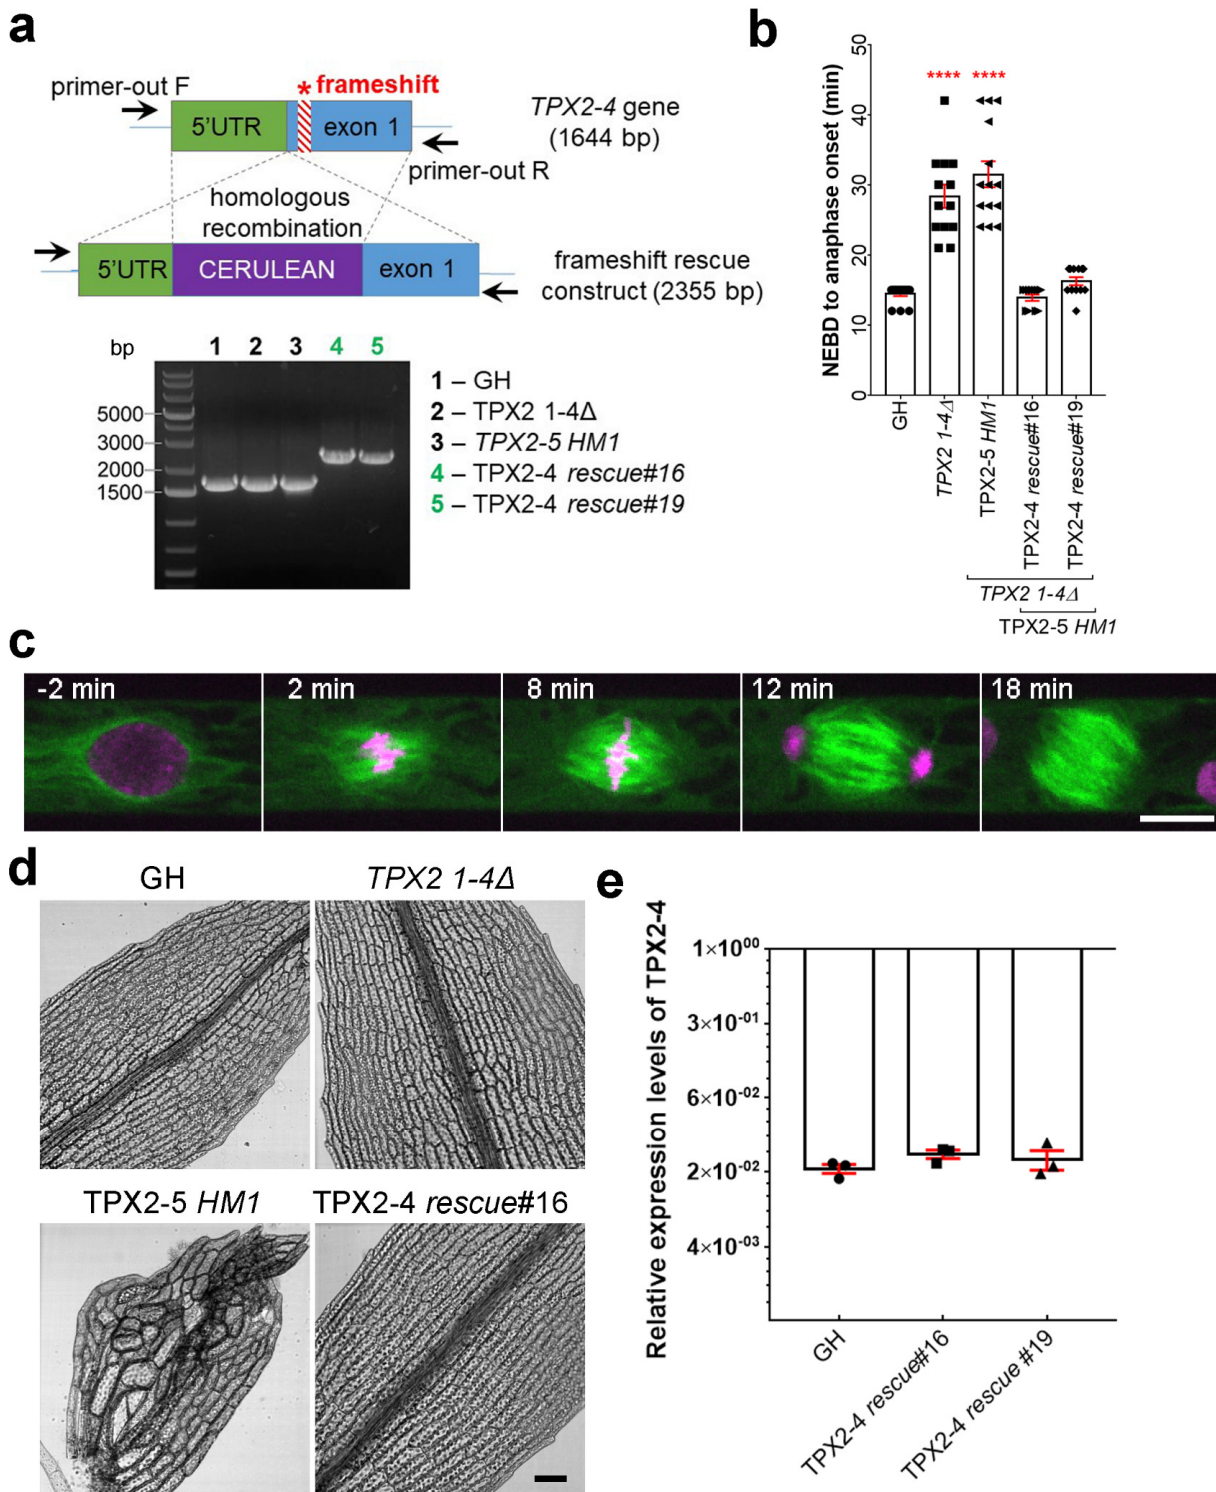 a
primer-out F
* frameshift
5'UTR
exon 1
TPX2-4 gene
(1644 bp)
primer-out R
homologous
recombination
5'UTR
CERULEAN
exon 1
frameshift rescue
construct (2355 bp)
bp
1 2 3 4 5
5000
3000
2000
1500
1 – GH
2 – TPX2 1-4Δ
3 – TPX2-5 HM1
4 – TPX2-4 rescue#16
5 – TPX2-4 rescue#19
b
NEBD to anaphase onset (min)
50
40
30
20
10
0
****
****
GH
TPX2 1-4Δ
TPX2-5 HM1
TPX2-4 rescue#16
TPX2-4 rescue#19
TPX2 1-4Δ
TPX2-5 HM1
c
-2 min
2 min
8 min
12 min
18 min
d
GH
TPX2 1-4Δ
TPX2-5 HM1
TPX2-4 rescue#16
e
Relative expression levels of TPX2-4
1×10⁰⁰
3×10⁻⁰¹
6×10⁻⁰²
2×10⁻⁰²
4×10⁻⁰³
GH
TPX2-4 rescue#16
TPX2-4 rescue #19